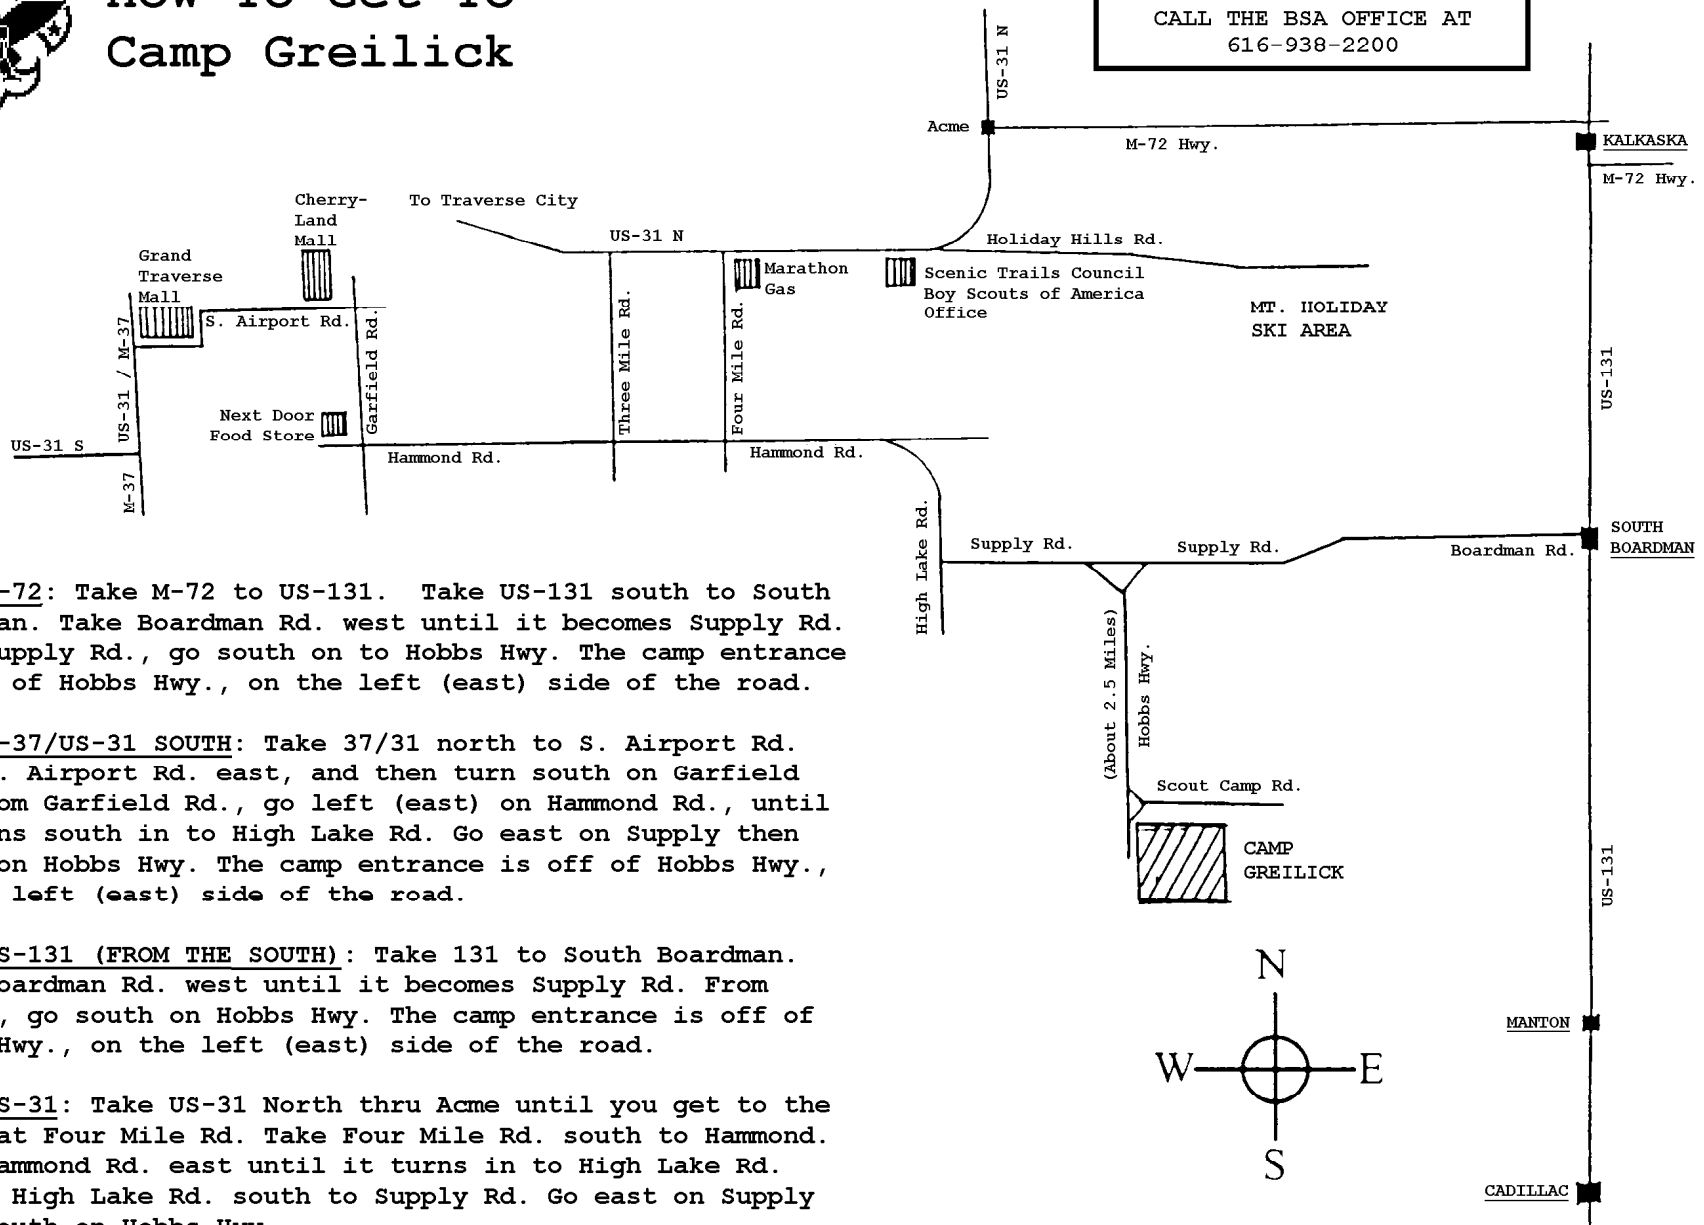 How To Get To
Camp Greilick
CALL THE BSA OFFICE AT
616-938-2200
US-31 N
Acme
M-72 Hwy.
KALKASKA
M-72 Hwy.
Cherry-
Land
Mall
To Traverse City
US-31 N
Holiday Hills Rd.
Grand
Traverse
Mall
Marathon
Gas
Scenic Trails Council
Boy Scouts of America
Office
MT. HOLIDAY
SKI AREA
S. Airport Rd.
US-31 / M-37
Garfield Rd.
Three Mile Rd.
Four Mile Rd.
US-131
Next Door
Food Store
US-31 S
Hammond Rd.
Hammond Rd.
M-37
High Lake Rd.
Supply Rd.
Supply Rd.
Boardman Rd.
SOUTH
BOARDMAN
(About 2.5 Miles)
Hobbs Hwy.
Scout Camp Rd.
CAMP
GREILICK
US-131
N
W
E
S
MANTON
CADILLAC
-72: Take M-72 to US-131. Take US-131 south to South
an. Take Boardman Rd. west until it becomes Supply Rd.
upply Rd., go south on to Hobbs Hwy. The camp entrance
of Hobbs Hwy., on the left (east) side of the road.
-37/US-31 SOUTH: Take 37/31 north to S. Airport Rd.
. Airport Rd. east, and then turn south on Garfield
om Garfield Rd., go left (east) on Hammond Rd., until
ns south in to High Lake Rd. Go east on Supply then
on Hobbs Hwy. The camp entrance is off of Hobbs Hwy.,
left (east) side of the road.
S-131 (FROM THE SOUTH): Take 131 to South Boardman.
oardman Rd. west until it becomes Supply Rd. From
, go south on Hobbs Hwy. The camp entrance is off of
Hwy., on the left (east) side of the road.
S-31: Take US-31 North thru Acme until you get to the
at Four Mile Rd. Take Four Mile Rd. south to Hammond.
ammond Rd. east until it turns in to High Lake Rd.
High Lake Rd. south to Supply Rd. Go east on Supply
outh on Hobbs Hwy.